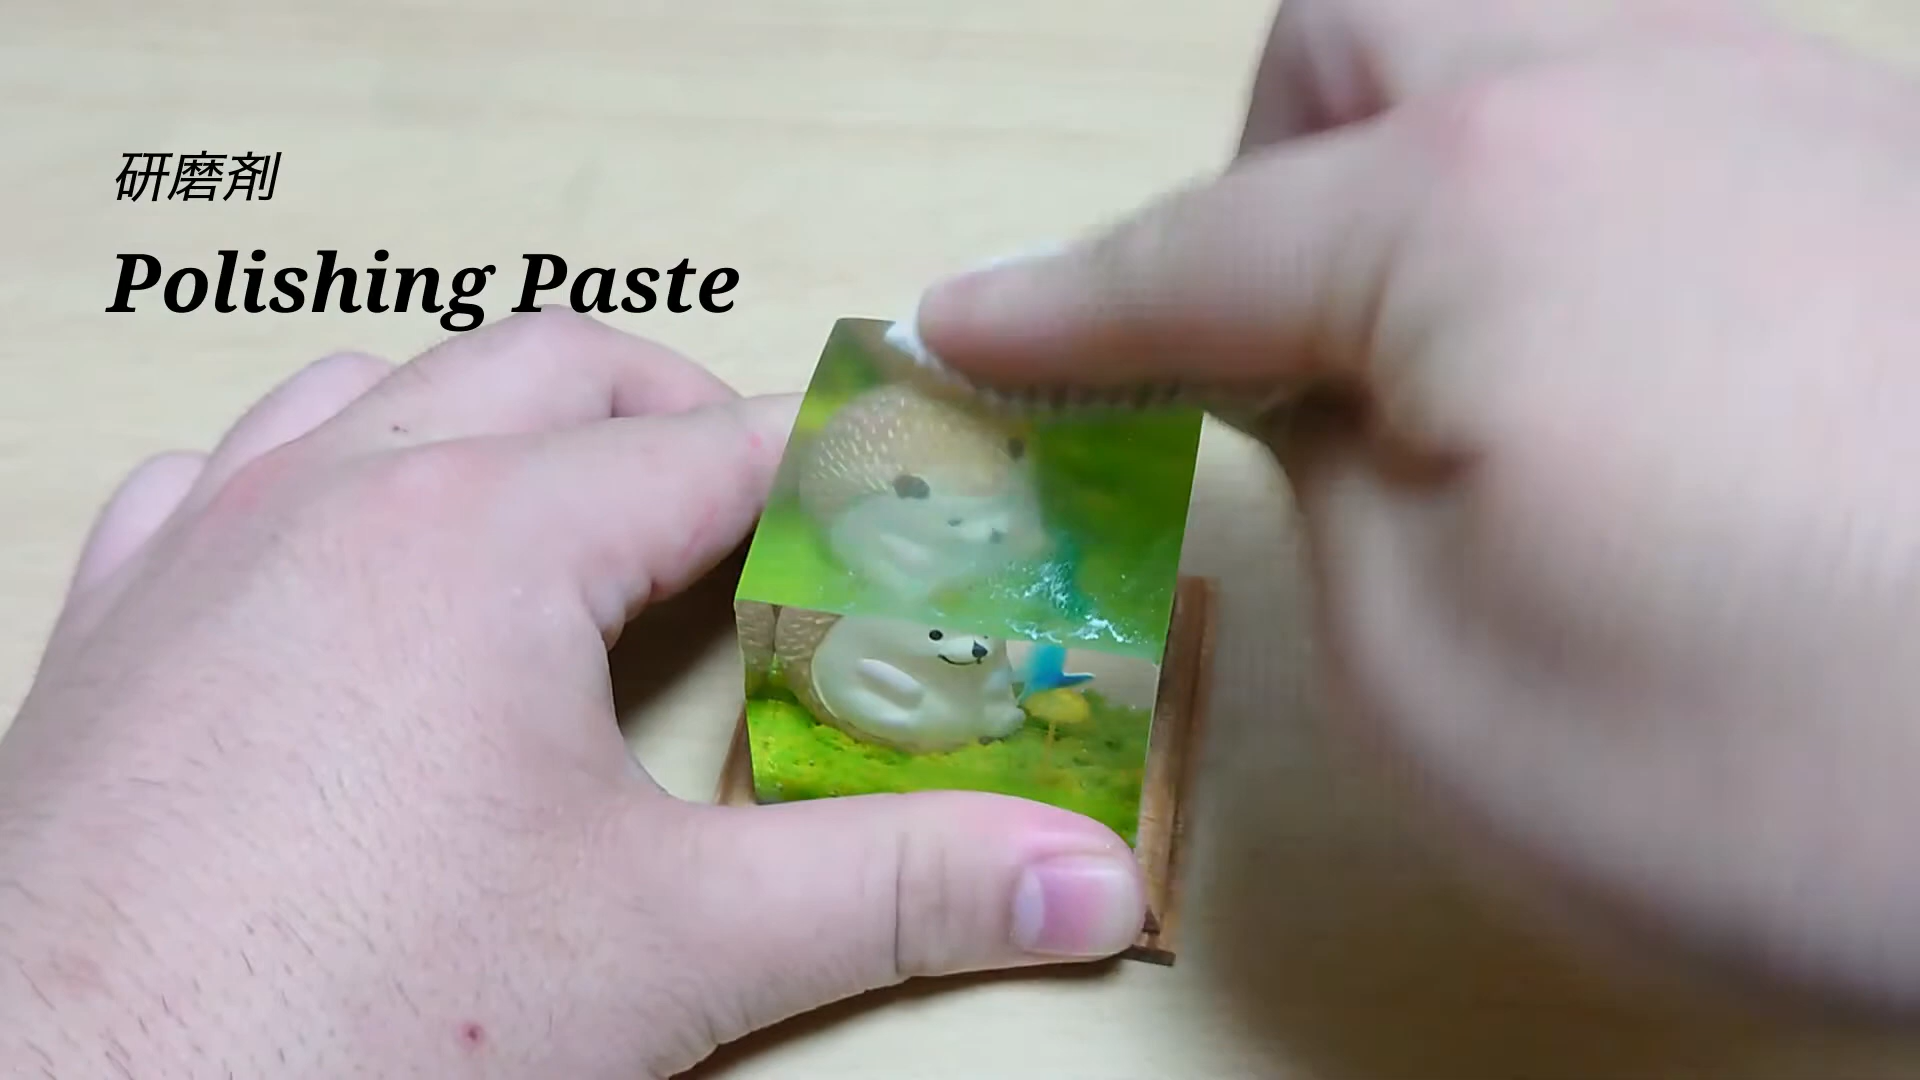 研磨剤
Polishing Paste